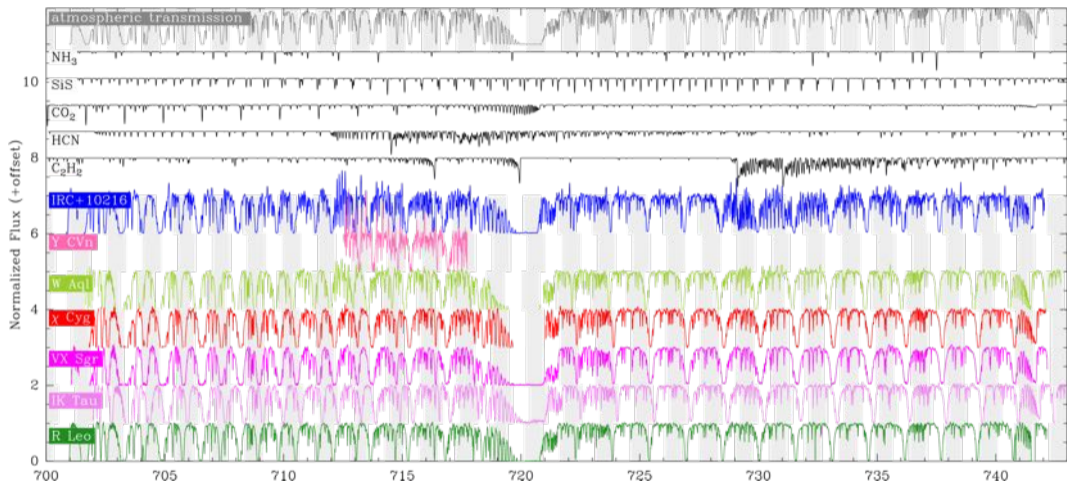 atmospheric transmission
NH₃
SiS
10
CO₂
HCN
8
C₂H₂
IRC+10216
6
Y CVn
W Aql
4
χ Cyg
VX Sgr
2
IK Tau
R Leo
0
Normalized Flux (+offset)
700 705 710 715 720 725 730 735 740